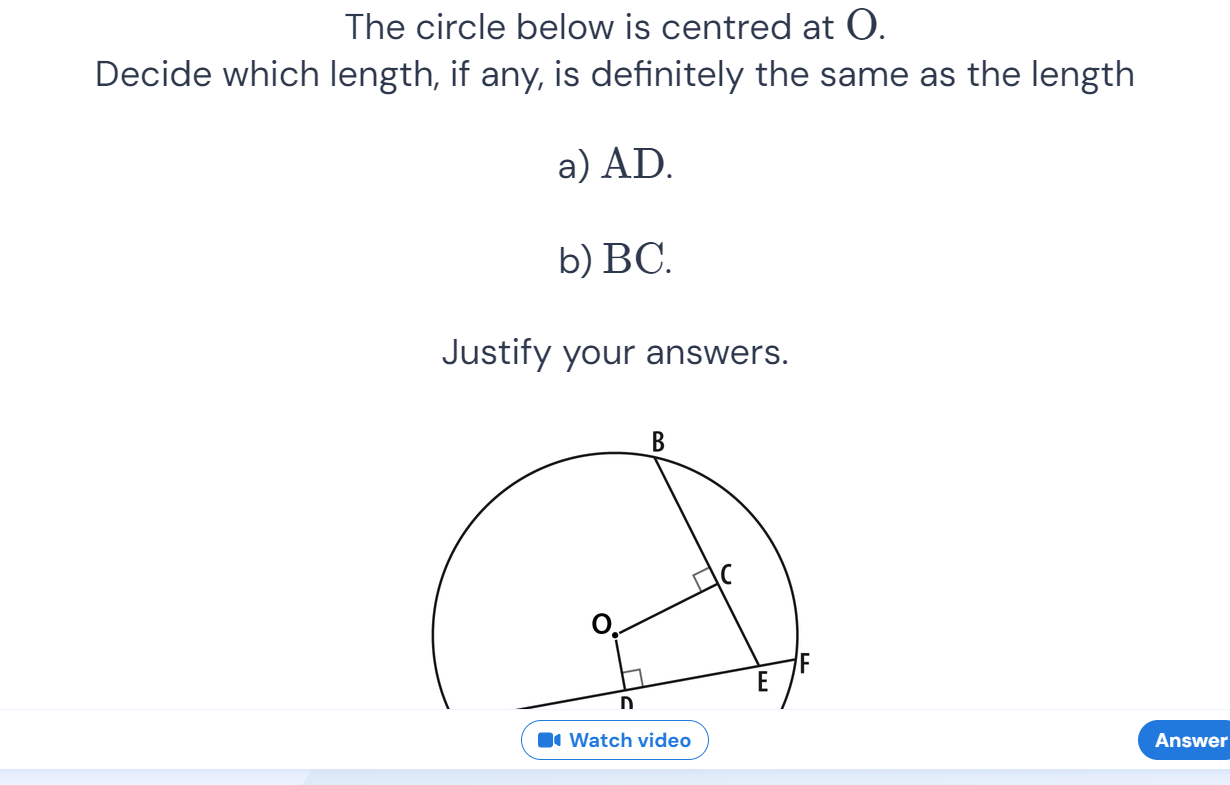 The circle below is centred at O.
Decide which length, if any, is definitely the same as the length
a) AD.
b) BC.
Justify your answers.
B
C
O
F
E
D
Watch video
Answer